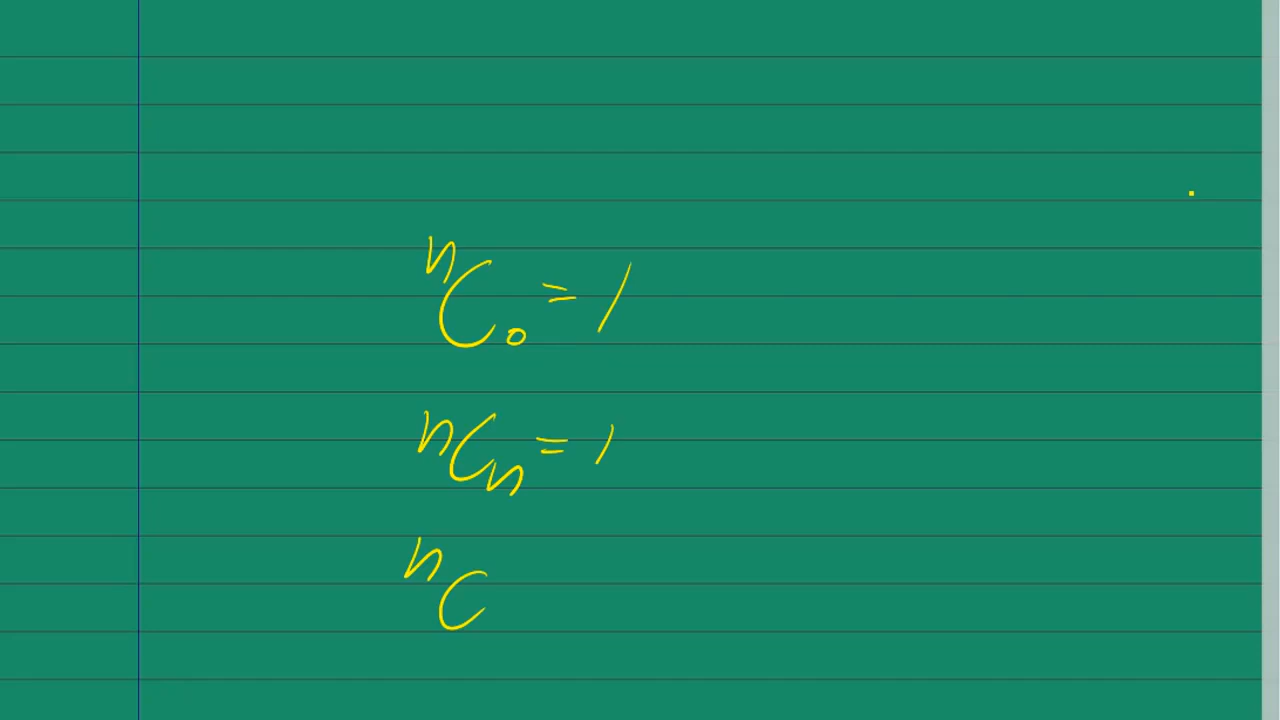 ⁿC₀ = 1
ⁿCₙ = 1
ⁿC